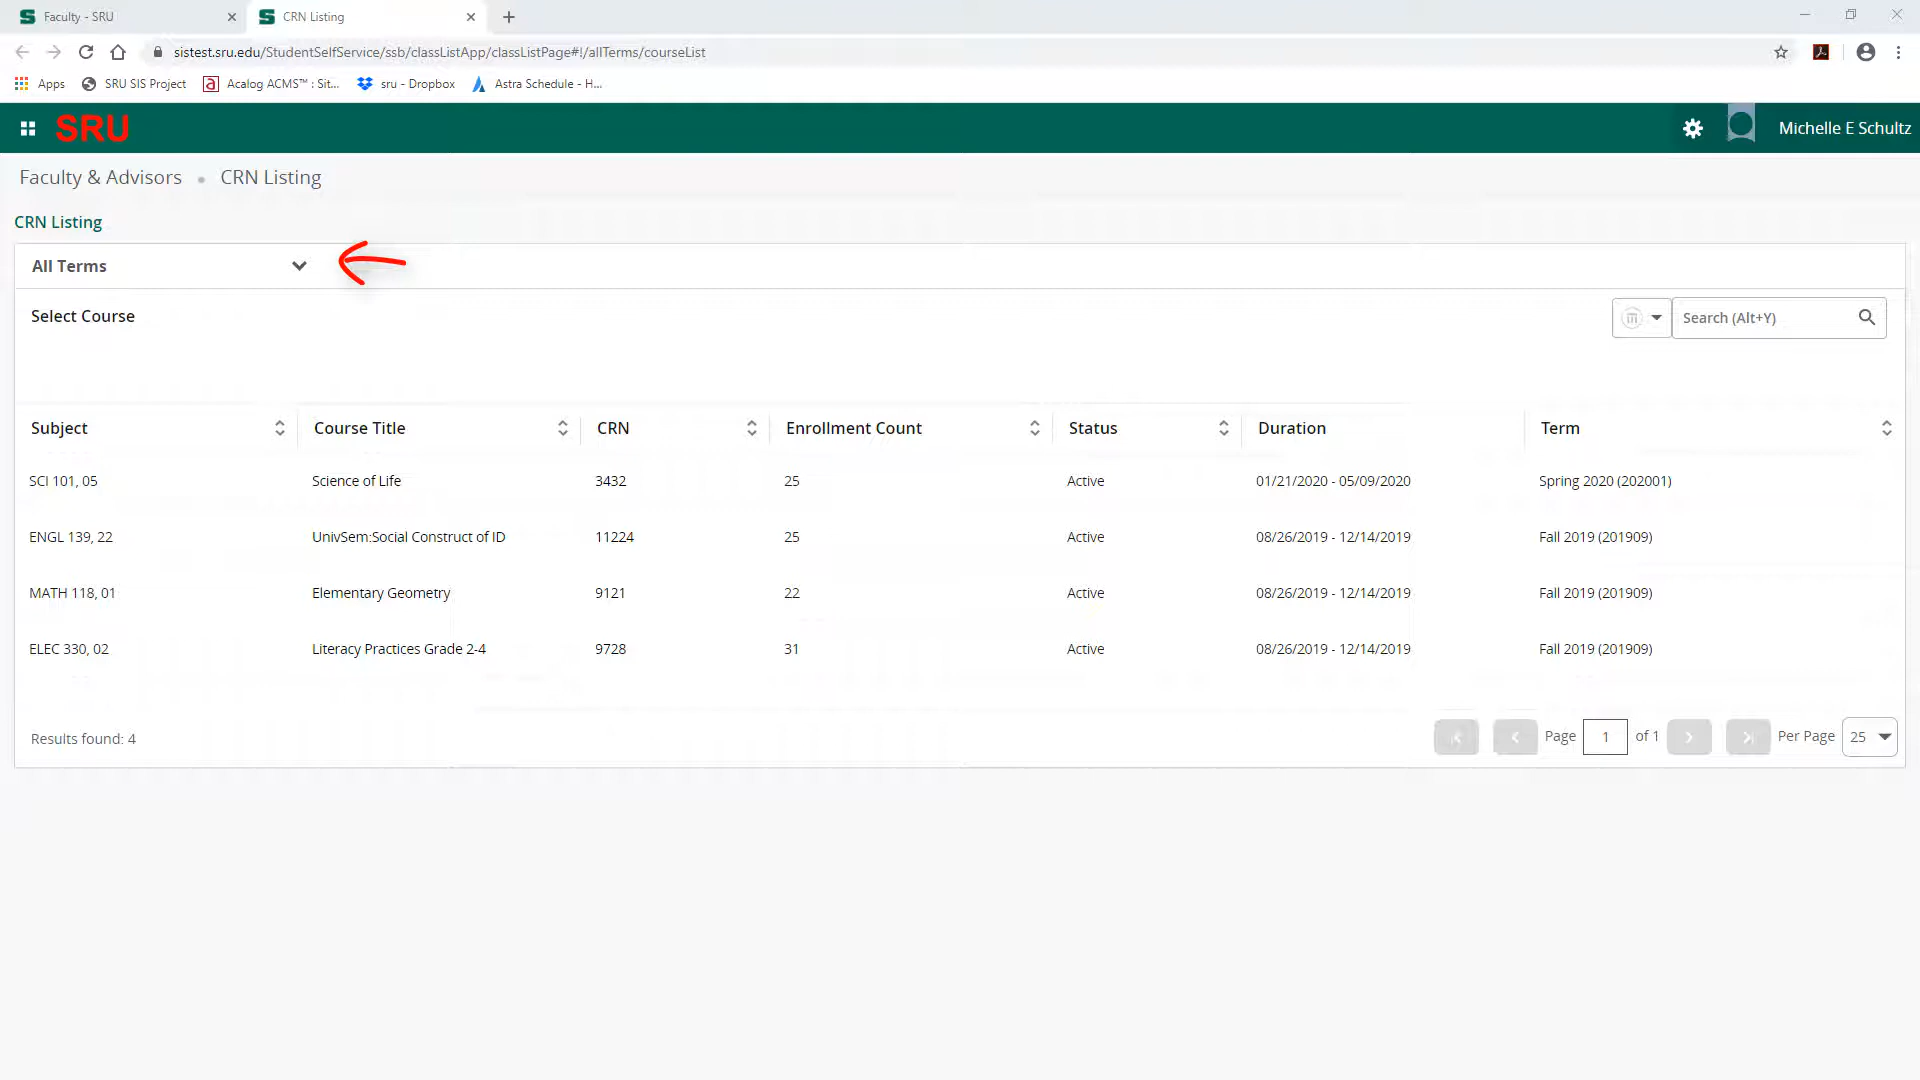 Faculty - SRU
CRN Listing
sistest.sru.edu/StudentSelfService/ssb/classListApp/classListPage#!/allTerms/courseList
Apps SRU SIS Project Acalog ACMS™ : Sit... sru - Dropbox Astra Schedule - H...
SRU
Michelle E Schultz
Faculty & Advisors • CRN Listing
CRN Listing
All Terms
Select Course
Search (Alt+Y)
Subject Course Title CRN Enrollment Count Status Duration Term
SCI 101, 05 Science of Life 3432 25 Active 01/21/2020 - 05/09/2020 Spring 2020 (202001)
ENGL 139, 22 UnivSem:Social Construct of ID 11224 25 Active 08/26/2019 - 12/14/2019 Fall 2019 (201909)
MATH 118, 01 Elementary Geometry 9121 22 Active 08/26/2019 - 12/14/2019 Fall 2019 (201909)
ELEC 330, 02 Literacy Practices Grade 2-4 9728 31 Active 08/26/2019 - 12/14/2019 Fall 2019 (201909)
Results found: 4
Page 1 of 1 Per Page 25